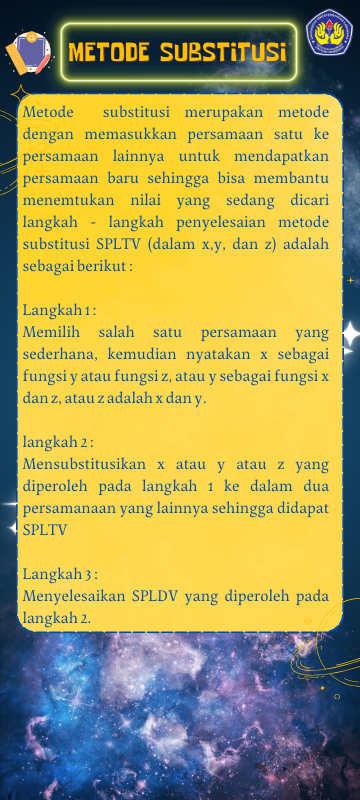 METODE SUBSTITUSI
Metode substitusi merupakan metode
dengan memasukkan persamaan satu ke
persamaan lainnya untuk mendapatkan
persamaan baru sehingga bisa membantu
menemtukan nilai yang sedang dicari
langkah - langkah penyelesaian metode
substitusi SPLTV (dalam x,y, dan z) adalah
sebagai berikut :
Langkah 1 :
Memilih salah satu persamaan yang
sederhana, kemudian nyatakan x sebagai
fungsi y atau fungsi z, atau y sebagai fungsi x
dan z, atau z adalah x dan y.
langkah 2 :
Mensubstitusikan x atau y atau z yang
diperoleh pada langkah 1 ke dalam dua
persamanaan yang lainnya sehingga didapat
SPLTV
Langkah 3 :
Menyelesaikan SPLDV yang diperoleh pada
langkah 2.